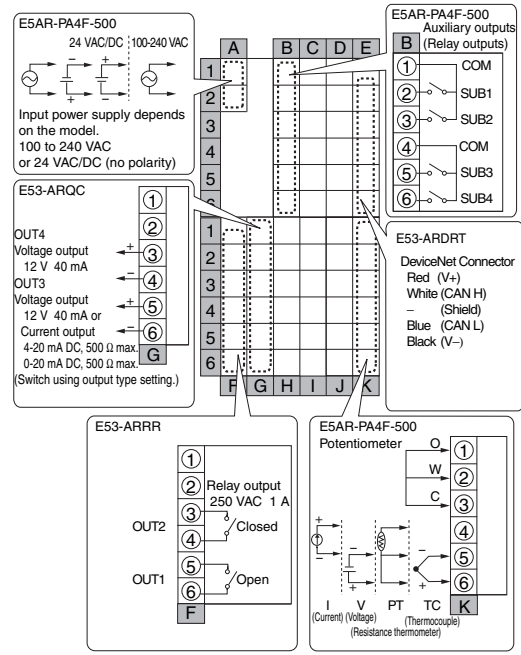 E5AR-PA4F-500
24 VAC/DC 100-240 VAC
+ −
− +
Input power supply depends
on the model.
100 to 240 VAC
or 24 VAC/DC (no polarity)
A B C D E
1
2
3
4
5
6
1
2
3
4
5
6
F G H I J K
E5AR-PA4F-500
Auxiliary outputs
(Relay outputs)
B
① COM
② SUB1
③ SUB2
④ COM
⑤ SUB3
⑥ SUB4
E53-ARQC
①
②
OUT4
Voltage output + ③
12 V 40 mA
− ④
OUT3
Voltage output + ⑤
12 V 40 mA or
Current output − ⑥
4-20 mA DC, 500 Ω max.
0-20 mA DC, 500 Ω max.
G
(Switch using output type setting.)
E53-ARDRT
DeviceNet Connector
Red (V+)
White (CAN H)
– (Shield)
Blue (CAN L)
Black (V−)
E53-ARRR
①
② Relay output
250 VAC 1 A
OUT2 ③ Closed
④
OUT1 ⑤ Open
⑥
F
E5AR-PA4F-500
Potentiometer O ①
W ②
C ③
④
+ − − ⑤
− + + ⑥
I V PT TC K
(Current) (Voltage) (Thermocouple)
(Resistance thermometer)